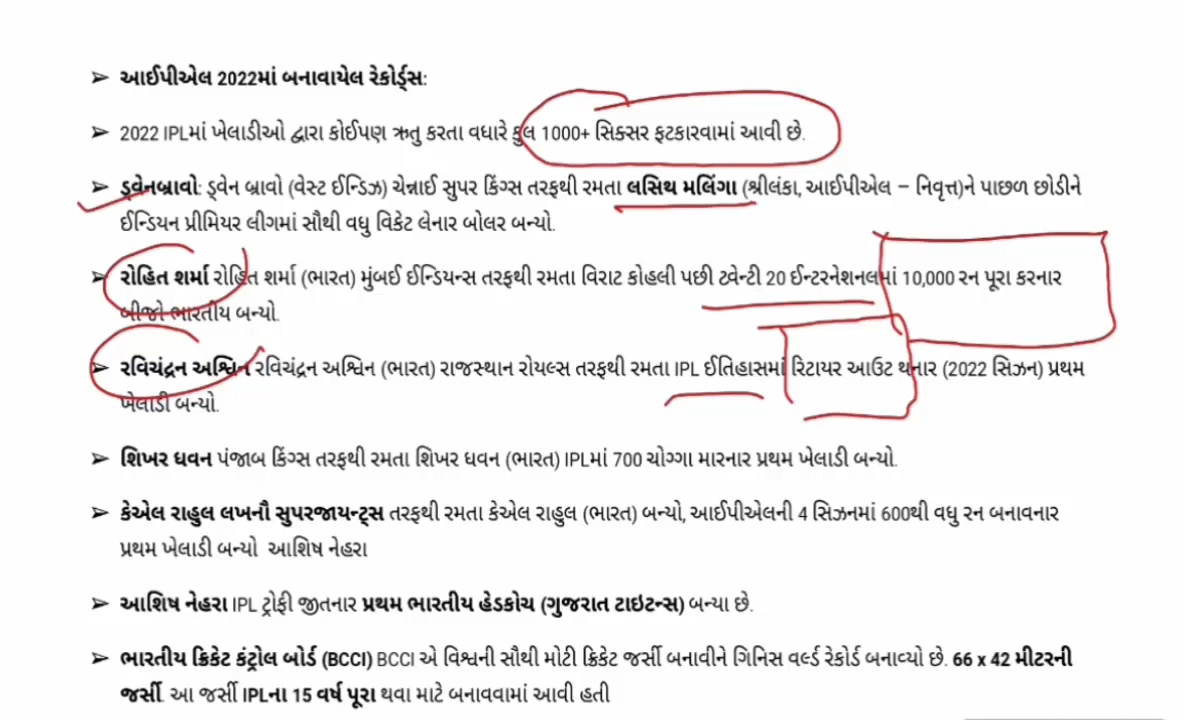 ➢ આઈપીએલ 2022માં બનાવાયેલ રેકોર્ડ્સ:
➢ 2022 IPLમાં ખેલાડીઓ દ્વારા કોઈપણ ઋતુ કરતા વધારે કુલ 1000+ સિક્સર ફટકારવામાં આવી છે.
➢ ડ્વેનબ્રાવો: ડ્વેન બ્રાવો (વેસ્ટ ઈન્ડિઝ) ચેન્નાઈ સુપર કિંગ્સ તરફથી રમતા લસિથ મલિંગા (શ્રીલંકા, આઈપીએલ – નિવૃત્ત)ને પાછળ છોડીને
ઈન્ડિયન પ્રીમિયર લીગમાં સૌથી વધુ વિકેટ લેનાર બોલર બન્યો.
➢ રોહિત શર્મા રોહિત શર્મા (ભારત) મુંબઈ ઈન્ડિયન્સ તરફથી રમતા વિરાટ કોહલી પછી ટ્વેન્ટી 20 ઈન્ટરનેશનલમાં 10,000 રન પૂરા કરનાર
બીજો ભારતીય બન્યો.
➢ રવિચંદ્રન અશ્વિન રવિચંદ્રન અશ્વિન (ભારત) રાજસ્થાન રોયલ્સ તરફથી રમતા IPL ઈતિહાસમાં રિટાયર આઉટ થનાર (2022 સિઝન) પ્રથમ
ખેલાડી બન્યો.
➢ શિખર ધવન પંજાબ કિંગ્સ તરફથી રમતા શિખર ધવન (ભારત) IPLમાં 700 ચોગ્ગા મારનાર પ્રથમ ખેલાડી બન્યો.
➢ કેએલ રાહુલ લખનૌ સુપરજાયન્ટ્સ તરફથી રમતા કેએલ રાહુલ (ભારત) બન્યો, આઈપીએલની 4 સિઝનમાં 600થી વધુ રન બનાવનાર
પ્રથમ ખેલાડી બન્યો આશિષ નેહરા
➢ આશિષ નેહરા IPL ટ્રોફી જીતનાર પ્રથમ ભારતીય હેડકોચ (ગુજરાત ટાઇટન્સ) બન્યા છે.
➢ ભારતીય ક્રિકેટ કંટ્રોલ બોર્ડ (BCCI) BCCI એ વિશ્વની સૌથી મોટી ક્રિકેટ જર્સી બનાવીને ગિનિસ વર્લ્ડ રેકોર્ડ બનાવ્યો છે. 66 x 42 મીટરની
જર્સી. આ જર્સી IPLના 15 વર્ષ પૂરા થવા માટે બનાવવામાં આવી હતી